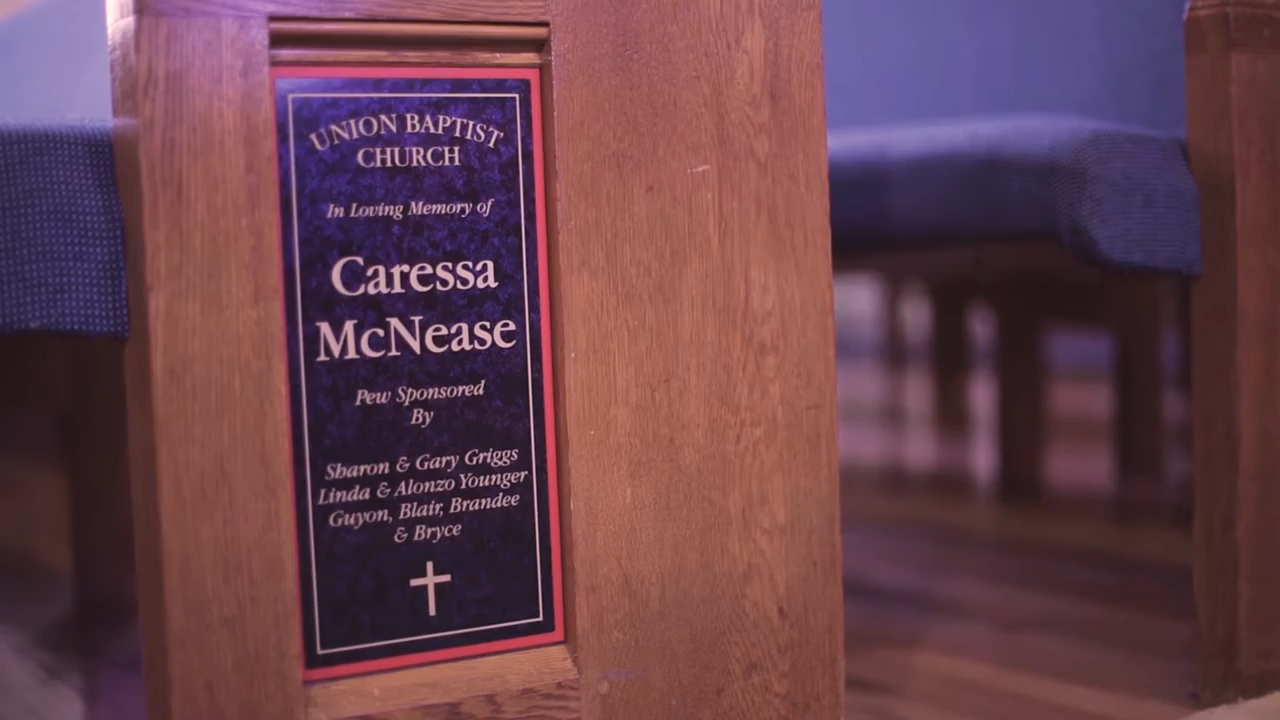 UNION BAPTIST
CHURCH
In Loving Memory of
Caressa
McNease
Pew Sponsored
By
Sharon & Gary Griggs
Linda & Alonzo Younger
Guyon, Blair, Brandee
& Bryce